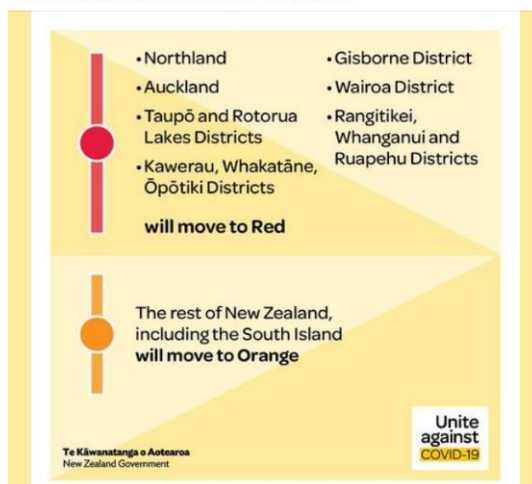 • Northland
• Auckland
• Taupō and Rotorua
Lakes Districts
• Kawerau, Whakatāne,
Ōpōtiki Districts
• Gisborne District
• Wairoa District
• Rangitikei,
Whanganui and
Ruapehu Districts
will move to Red
The rest of New Zealand,
including the South Island
will move to Orange
Te Kāwanatanga o Aotearoa
New Zealand Government
Unite
against
COVID-19